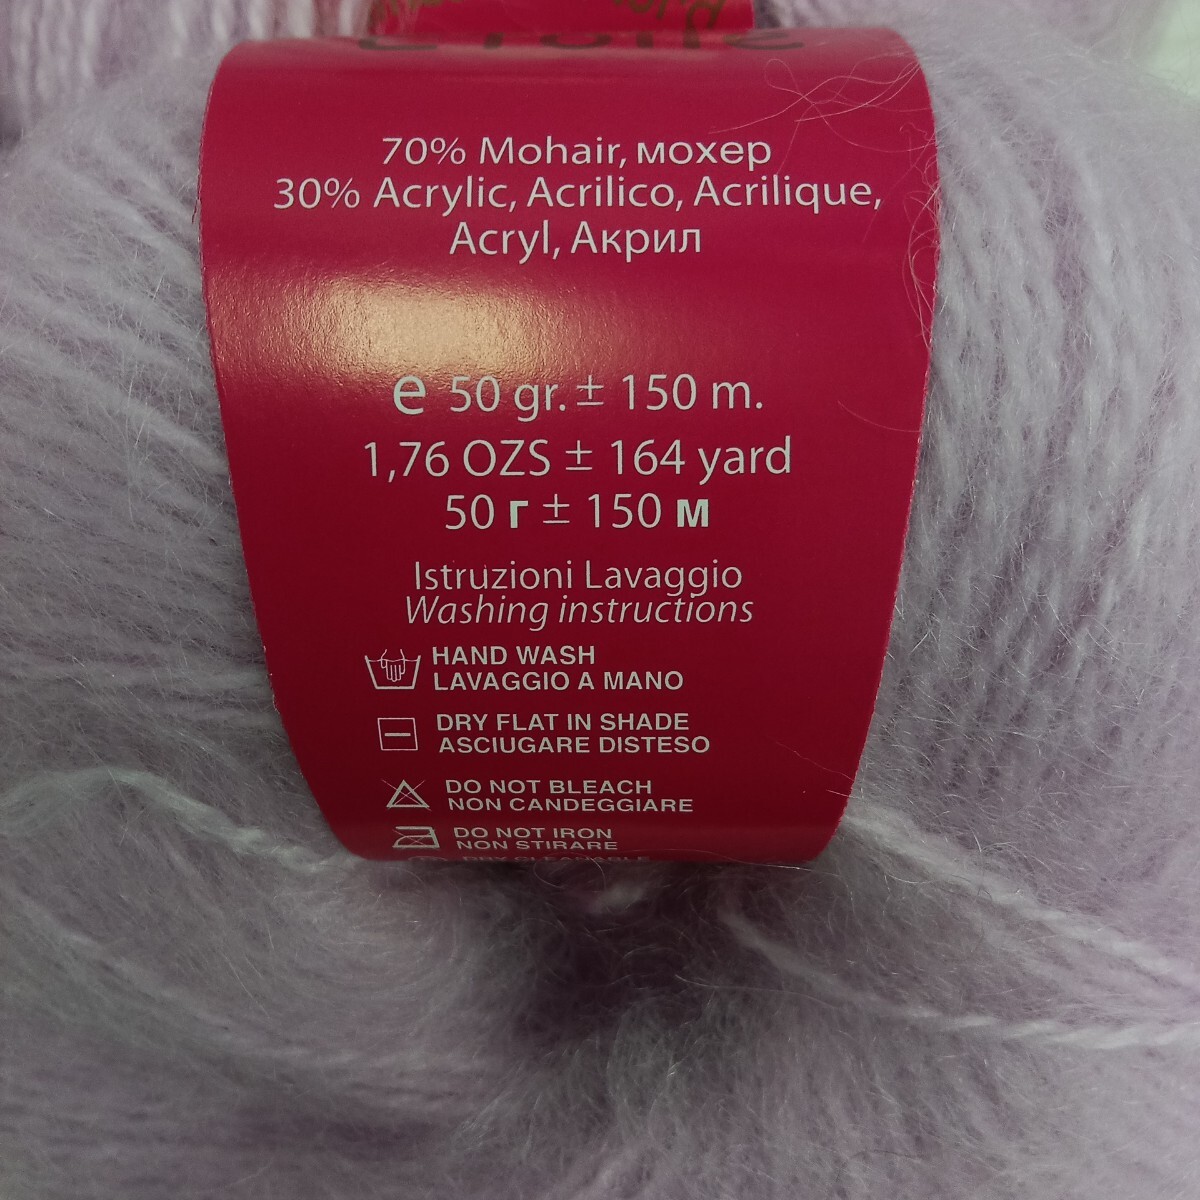 70% Mohair, мохер
30% Acrylic, Acrilico, Acrilique,
Acryl, Акрил
e 50 gr. ± 150 m.
1,76 OZS ± 164 yard
50 г ± 150 м
Istruzioni Lavaggio
Washing instructions
HAND WASH
LAVAGGIO A MANO
DRY FLAT IN SHADE
ASCIUGARE DISTESO
DO NOT BLEACH
NON CANDEGGIARE
DO NOT IRON
NON STIRARE
DRY CLEANABLE